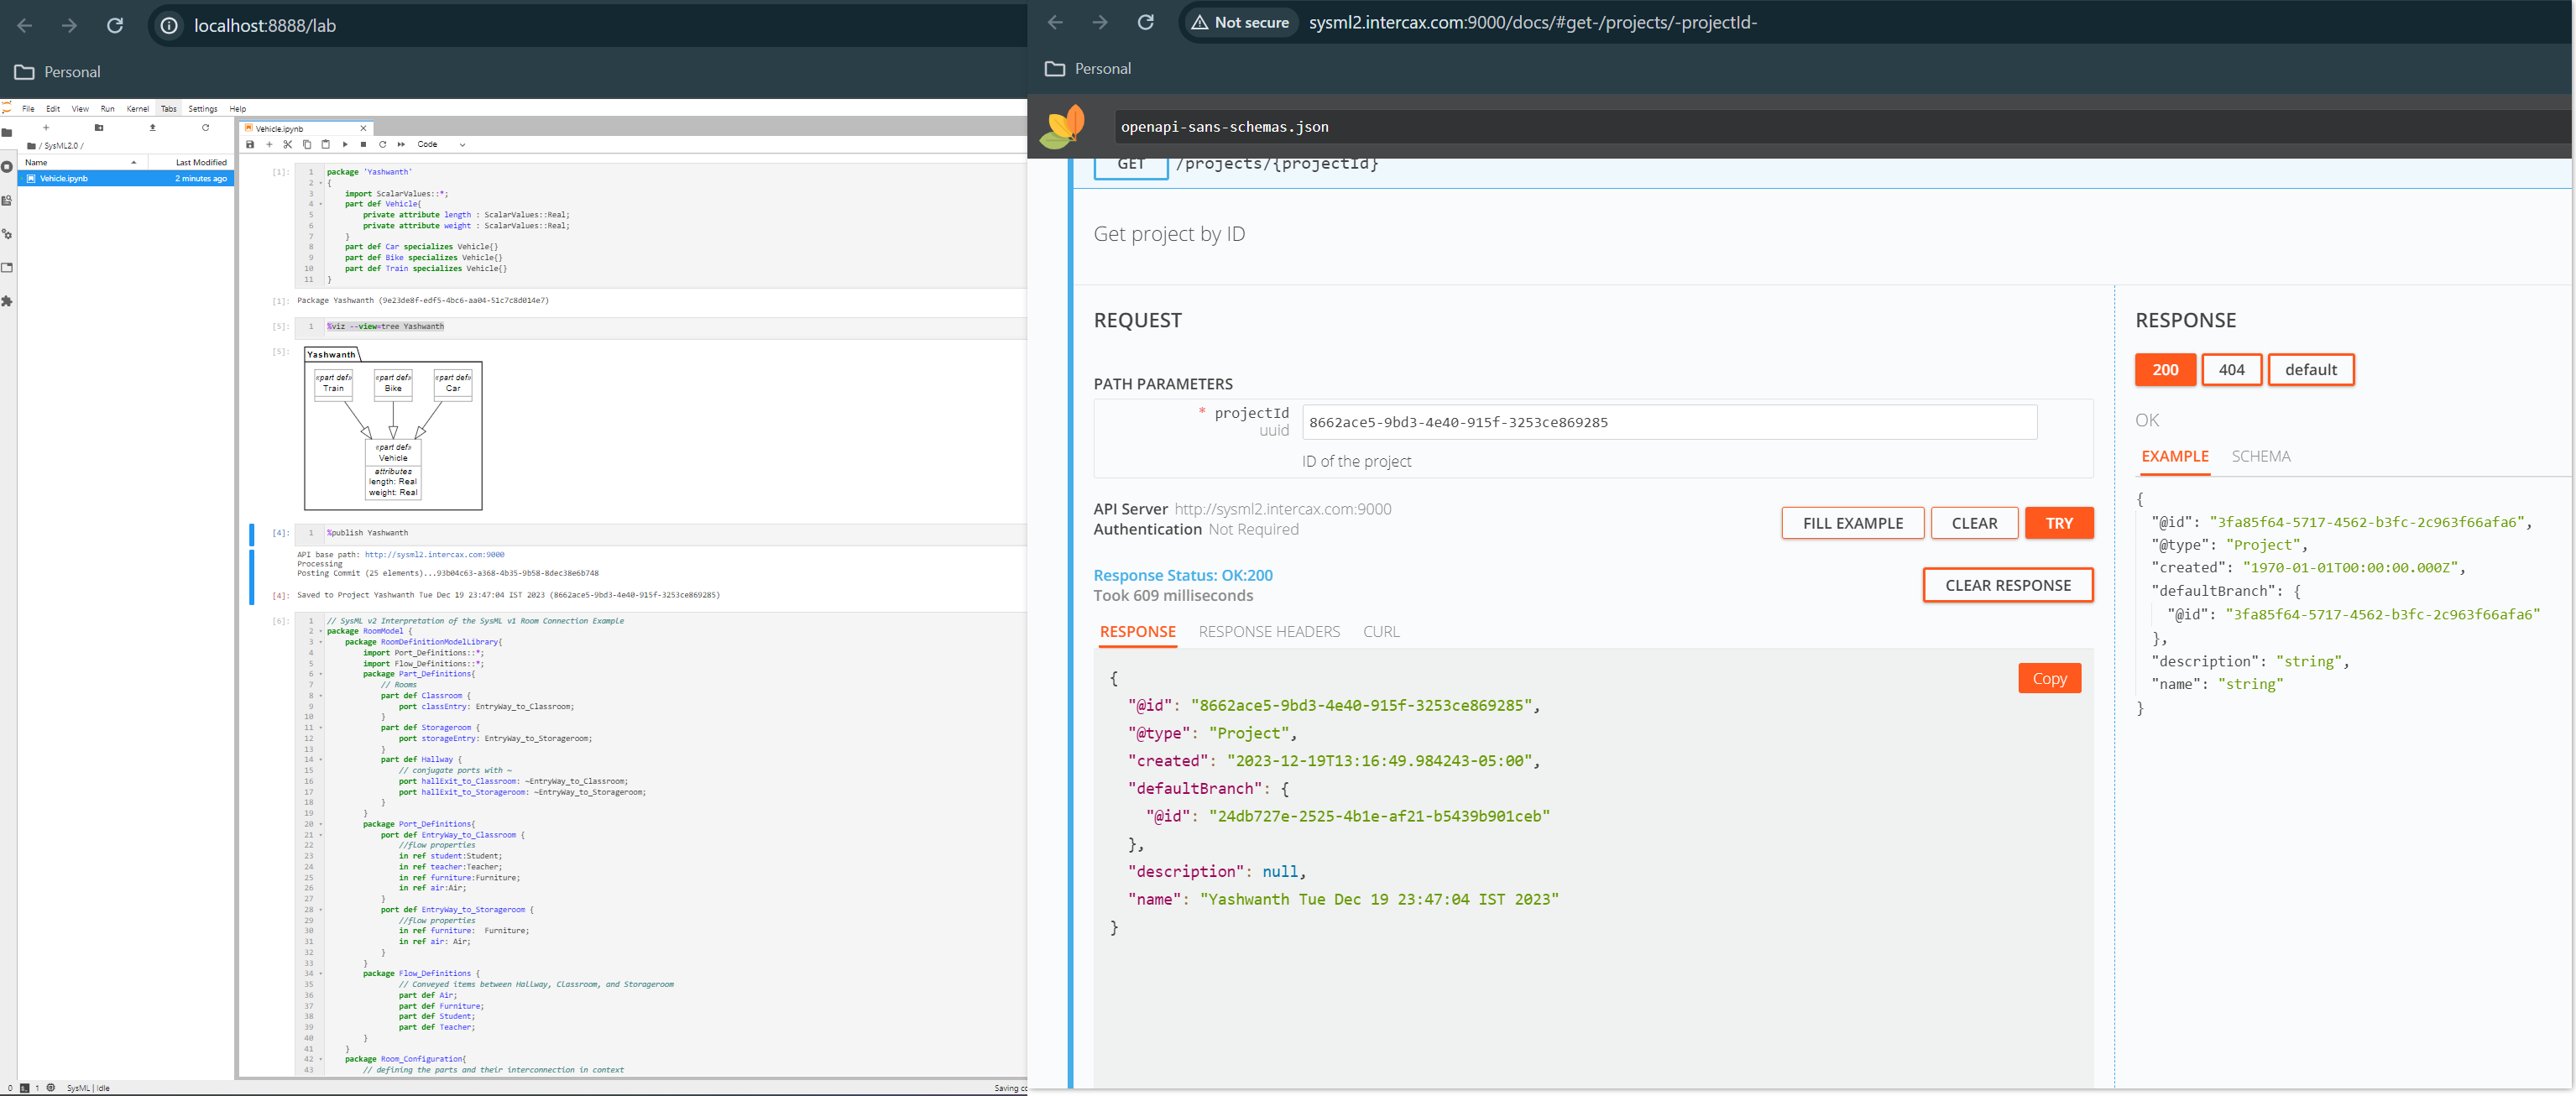 localhost:8888/lab
Personal
File Edit View Run Kernel Tabs Settings Help
/ SysML2.0 /
Name Last Modified
Vehicle.ipynb 2 minutes ago
Vehicle.ipynb
Code
[1]:
1 package 'Yashwanth'
2 {
3 import ScalarValues::*;
4 part def Vehicle{
5 private attribute length : ScalarValues::Real;
6 private attribute weight : ScalarValues::Real;
7 }
8 part def Car specializes Vehicle{}
9 part def Bike specializes Vehicle{}
10 part def Train specializes Vehicle{}
11 }
[1]: Package Yashwanth (9e23de8f-edf5-4bc6-aa04-51c7c8d014e7)
[5]: 1 %viz --view=tree Yashwanth
[5]:
Yashwanth
«part def» «part def» «part def»
Train Bike Car
«part def»
Vehicle
attributes
length: Real
weight: Real
[4]: 1 %publish Yashwanth
API base path: http://sysml2.intercax.com:9000
Processing
Posting Commit (25 elements)...93b04c63-a368-4b35-9b58-8dec38e6b748
[4]: Saved to Project Yashwanth Tue Dec 19 23:47:04 IST 2023 (8662ace5-9bd3-4e40-915f-3253ce869285)
[6]:
1 // SysML v2 Interpretation of the SysML v1 Room Connection Example
2 package RoomModel {
3 package RoomDefinitionModelLibrary{
4 import Port_Definitions::*;
5 import Flow_Definitions::*;
6 package Part_Definitions{
7 // Rooms
8 part def Classroom {
9 port classEntry: EntryWay_to_Classroom;
10 }
11 part def Storageroom {
12 port storageEntry: EntryWay_to_Storageroom;
13 }
14 part def Hallway {
15 // conjugate ports with ~
16 port hallExit_to_Classroom: ~EntryWay_to_Classroom;
17 port hallExit_to_Storageroom: ~EntryWay_to_Storageroom;
18 }
19 }
20 package Port_Definitions{
21 port def EntryWay_to_Classroom {
22 //flow properties
23 in ref student:Student;
24 in ref teacher:Teacher;
25 in ref furniture:Furniture;
26 in ref air:Air;
27 }
28 port def EntryWay_to_Storageroom {
29 //flow properties
30 in ref furniture: Furniture;
31 in ref air: Air;
32 }
33 }
34 package Flow_Definitions {
35 // Conveyed items between Hallway, Classroom, and Storageroom
36 part def Air;
37 part def Furniture;
38 part def Student;
39 part def Teacher;
40 }
41 }
42 package Room_Configuration{
43 // defining the parts and their interconnection in context
0 1 SysML | Idle
Saving co
Not secure sysml2.intercax.com:9000/docs/#get-/projects/-projectId-
Personal
openapi-sans-schemas.json
GET /projects/{projectId}
Get project by ID
REQUEST
PATH PARAMETERS
* projectId
uuid
8662ace5-9bd3-4e40-915f-3253ce869285
ID of the project
API Server http://sysml2.intercax.com:9000
Authentication Not Required
FILL EXAMPLE CLEAR TRY
Response Status: OK:200
Took 609 milliseconds
CLEAR RESPONSE
RESPONSE RESPONSE HEADERS CURL
Copy
{
"@id": "8662ace5-9bd3-4e40-915f-3253ce869285",
"@type": "Project",
"created": "2023-12-19T13:16:49.984243-05:00",
"defaultBranch": {
"@id": "24db727e-2525-4b1e-af21-b5439b901ceb"
},
"description": null,
"name": "Yashwanth Tue Dec 19 23:47:04 IST 2023"
}
RESPONSE
200 404 default
OK
EXAMPLE SCHEMA
{
"@id": "3fa85f64-5717-4562-b3fc-2c963f66afa6",
"@type": "Project",
"created": "1970-01-01T00:00:00.000Z",
"defaultBranch": {
"@id": "3fa85f64-5717-4562-b3fc-2c963f66afa6"
},
"description": "string",
"name": "string"
}